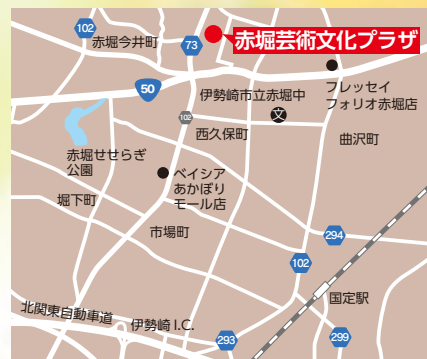 102
赤堀今井町
73
赤堀芸術文化プラザ
50
フレッセイ
フォリオ赤堀店
伊勢崎市立赤堀中
102
文
西久保町
曲沢町
赤堀せせらぎ
公園
ベイシア
あかぼり
モール店
堀下町
市場町
294
102
国定駅
北関東自動車道
伊勢崎 I.C.
293
299